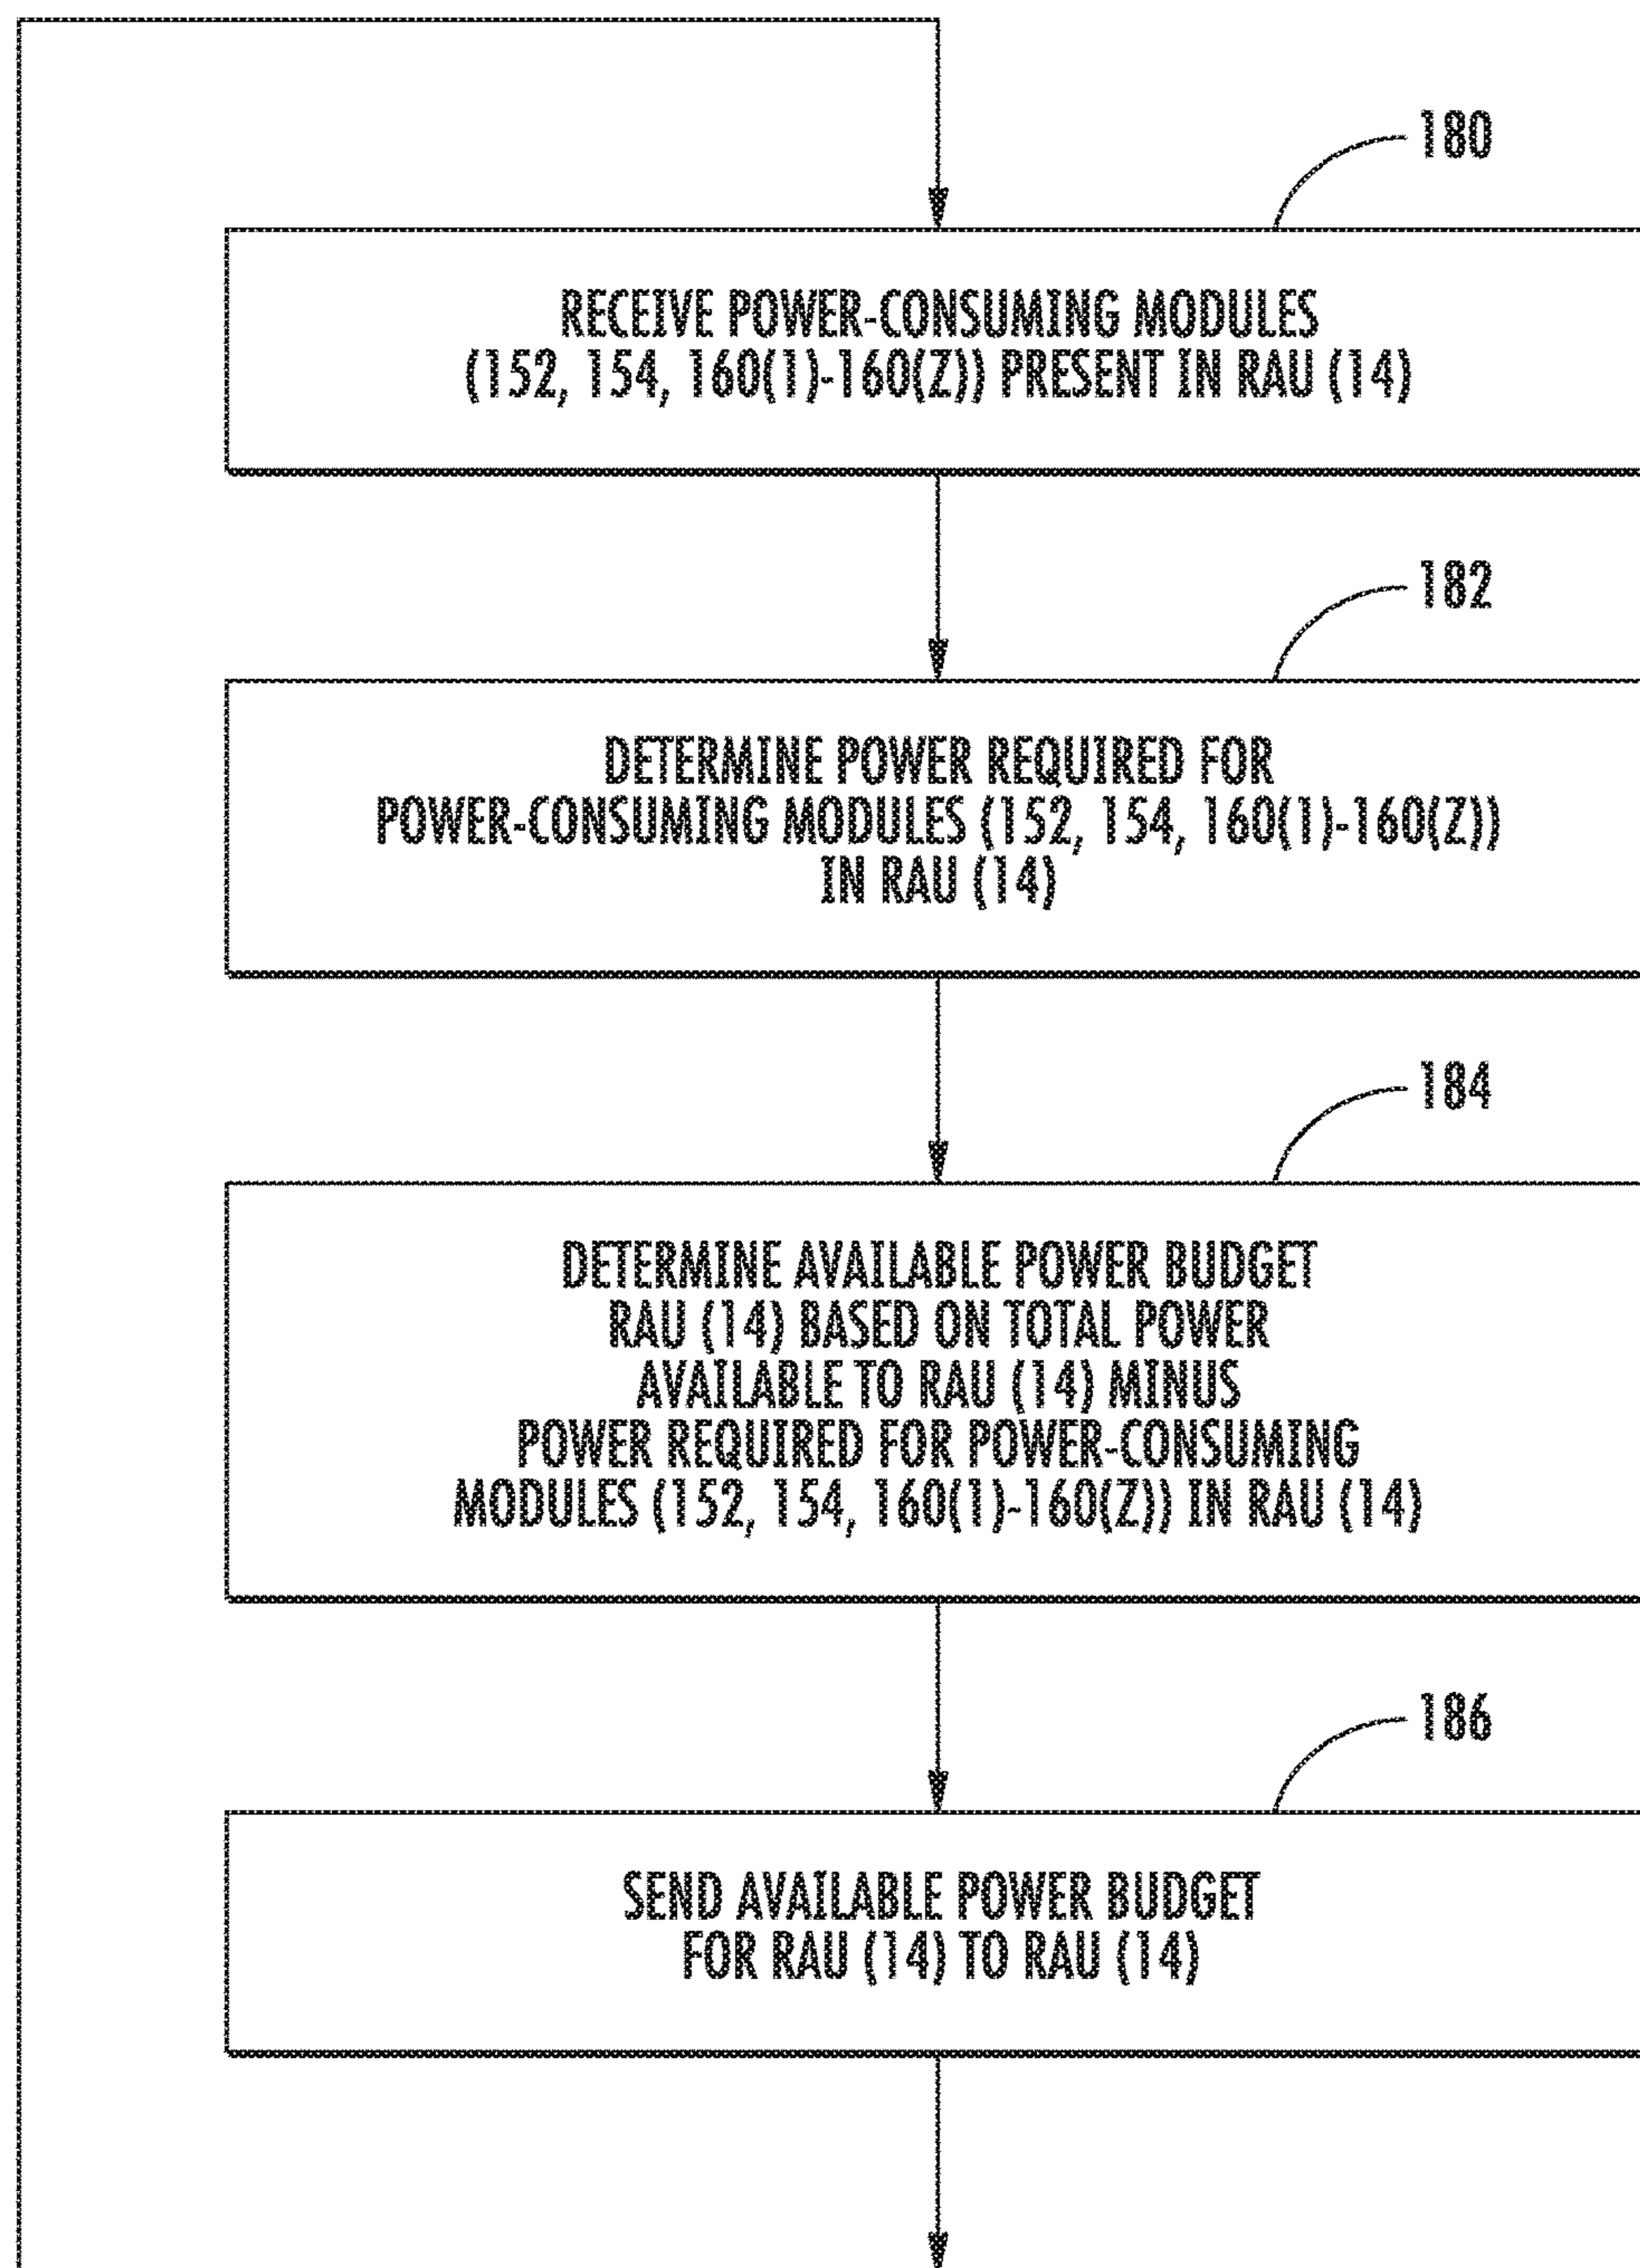 180
RECEIVE POWER-CONSUMING MODULES
(152, 154, 160(1)-160(Z)) PRESENT IN RAU (14)
182
DETERMINE POWER REQUIRED FOR
POWER-CONSUMING MODULES (152, 154, 160(1)-160(Z))
IN RAU (14)
184
DETERMINE AVAILABLE POWER BUDGET
RAU (14) BASED ON TOTAL POWER
AVAILABLE TO RAU (14) MINUS
POWER REQUIRED FOR POWER-CONSUMING
MODULES (152, 154, 160(1)-160(Z)) IN RAU (14)
186
SEND AVAILABLE POWER BUDGET
FOR RAU (14) TO RAU (14)